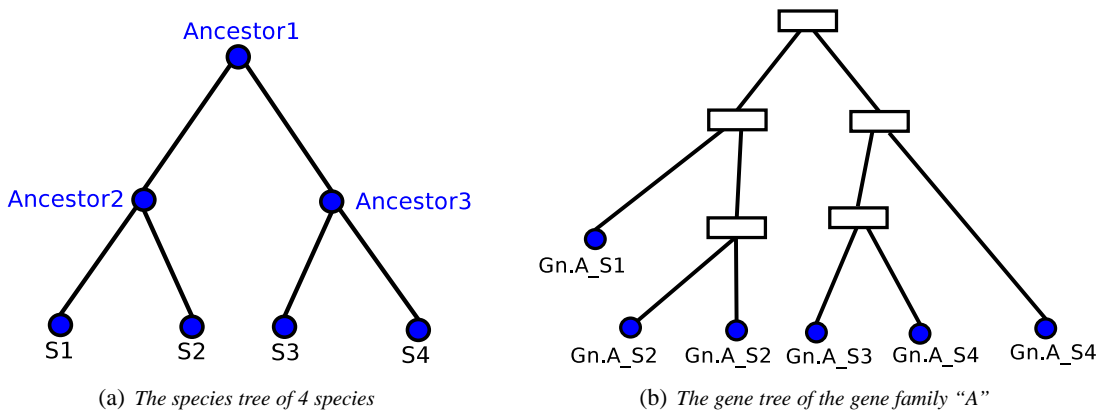 Ancestor1
Ancestor2
Ancestor3
S1
S2
S3
S4
(a) The species tree of 4 species
Gn.A_S1
Gn.A_S2
Gn.A_S2
Gn.A_S3
Gn.A_S4
Gn.A_S4
(b) The gene tree of the gene family “A”